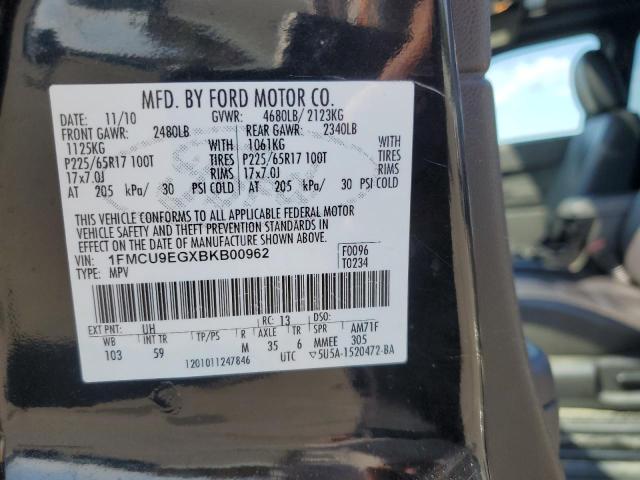 MFD. BY FORD MOTOR CO.
DATE: 11/10 GVWR: 4680LB/ 2123KG
FRONT GAWR: 2480LB REAR GAWR: 2340LB
1125KG WITH 1061KG WITH
P225/65R17 100T TIRES P225/65R17 100T TIRES
17x7.0J RIMS 17x7.0J RIMS
AT 205 kPa/ 30 PSI COLD AT 205 kPa/ 30 PSI COLD
THIS VEHICLE CONFORMS TO ALL APPLICABLE FEDERAL MOTOR
VEHICLE SAFETY AND THEFT PREVENTION STANDARDS IN
EFFECT ON THE DATE OF MANUFACTURE SHOWN ABOVE.
VIN: 1FMCU9EGXBKB00962 F0096
TYPE: MPV T0234
EXT PNT: UH RC: 13 DSO:
WB INT TR TP/PS R AXLE TR SPR AM71F
103 59 M 35 6 MMEE 305
1201011247846 UTC ▽5U5A-1520472-BA